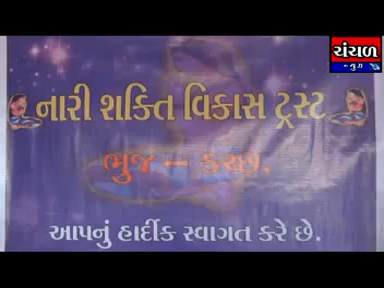 ચંચળ
ન્યુઝ
નારી શક્તિ વિકાસ ટ્રસ્ટ
ભુજ – કચ્છ.
આપનું હાર્દીક સ્વાગત કરે છે.